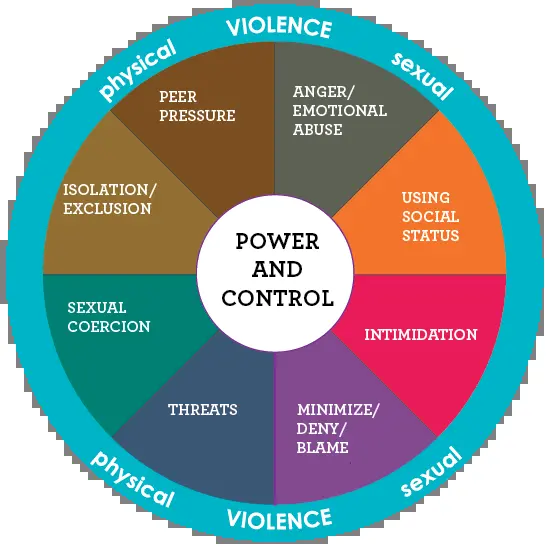 physical VIOLENCE sexual
PEER
PRESSURE
ANGER/
EMOTIONAL
ABUSE
ISOLATION/
EXCLUSION
USING
SOCIAL
STATUS
POWER
AND
CONTROL
SEXUAL
COERCION
INTIMIDATION
THREATS
MINIMIZE/
DENY/
BLAME
physical VIOLENCE sexual